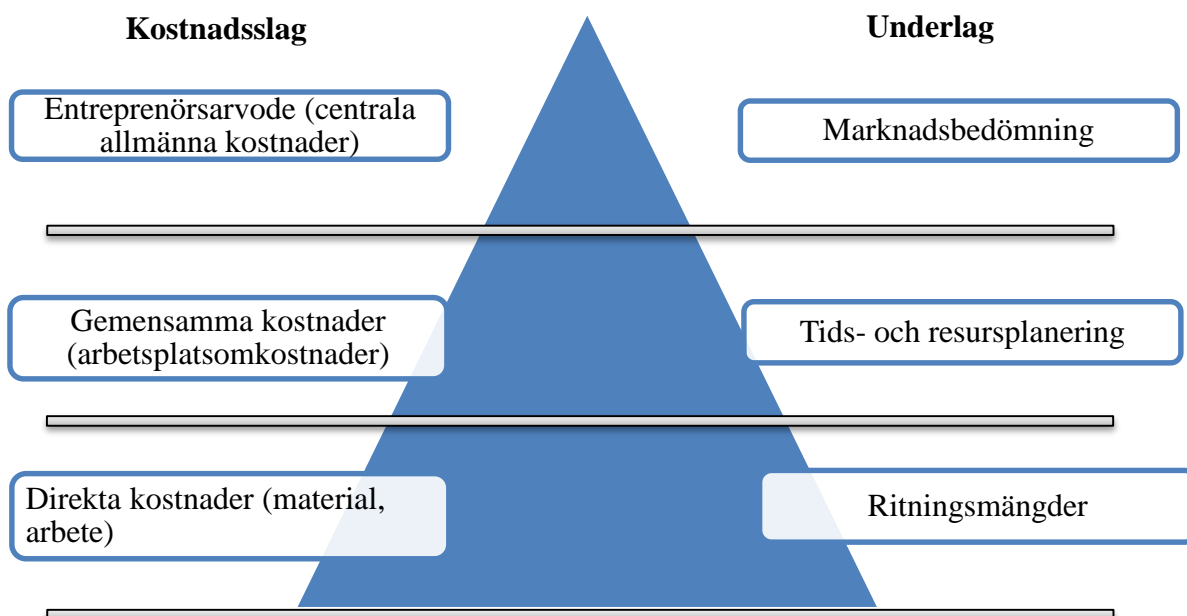 Kostnadsslag
Underlag
Entreprenörsarvode (centrala
allmänna kostnader)
Marknadsbedömning
Gemensamma kostnader
(arbetsplatsomkostnader)
Tids- och resursplanering
Direkta kostnader (material,
arbete)
Ritningsmängder